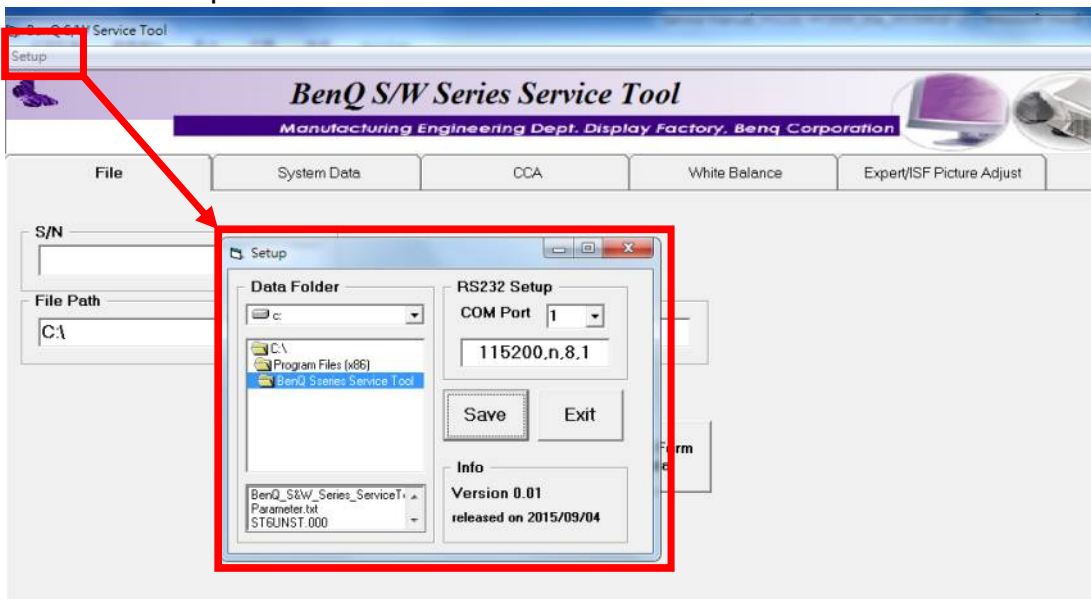 BenQ S/W Service Tool
Setup
BenQ S/W Series Service Tool
Manufacturing Engineering Dept. Display Factory, Benq Corporation
File
System Data
CCA
White Balance
Expert/ISF Picture Adjust
S/N
File Path
C:\
Setup
Data Folder
c:
C:\
Program Files (x86)
BenQ Sseries Service Tool
BenQ_S&W_Series_ServiceT
Parameter.txt
ST6UNST.000
RS232 Setup
COM Port 1
115200,n,8,1
Save
Exit
Info
Version 0.01
released on 2015/09/04